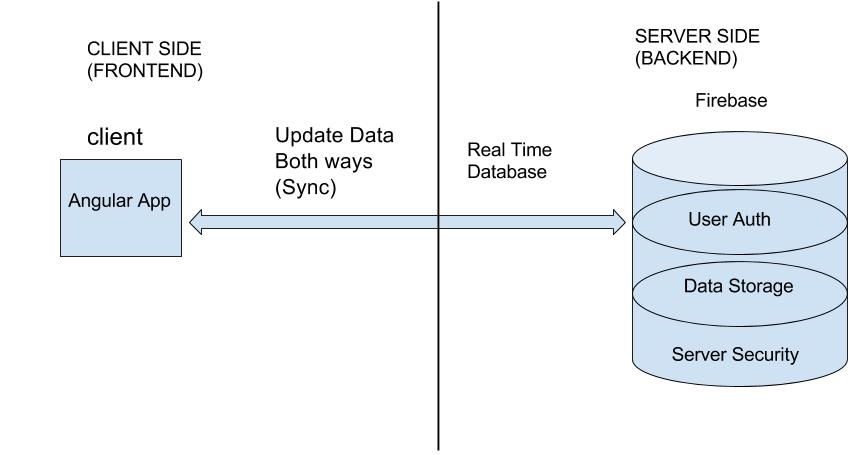 CLIENT SIDE
(FRONTEND)
client
Angular App
Update Data
Both ways
(Sync)
Real Time
Database
SERVER SIDE
(BACKEND)
Firebase
User Auth
Data Storage
Server Security